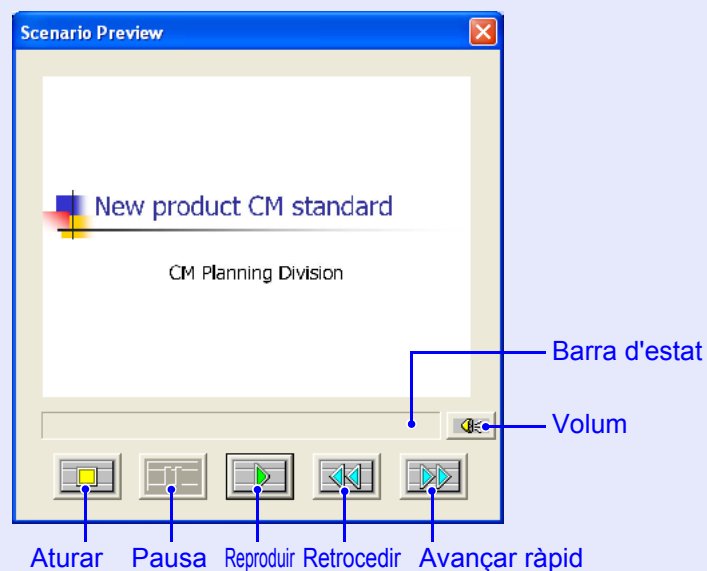 Scenario Preview
New product CM standard
CM Planning Division
Barra d'estat
Volum
Aturar Pausa Reproduir Retrocedir Avançar ràpid